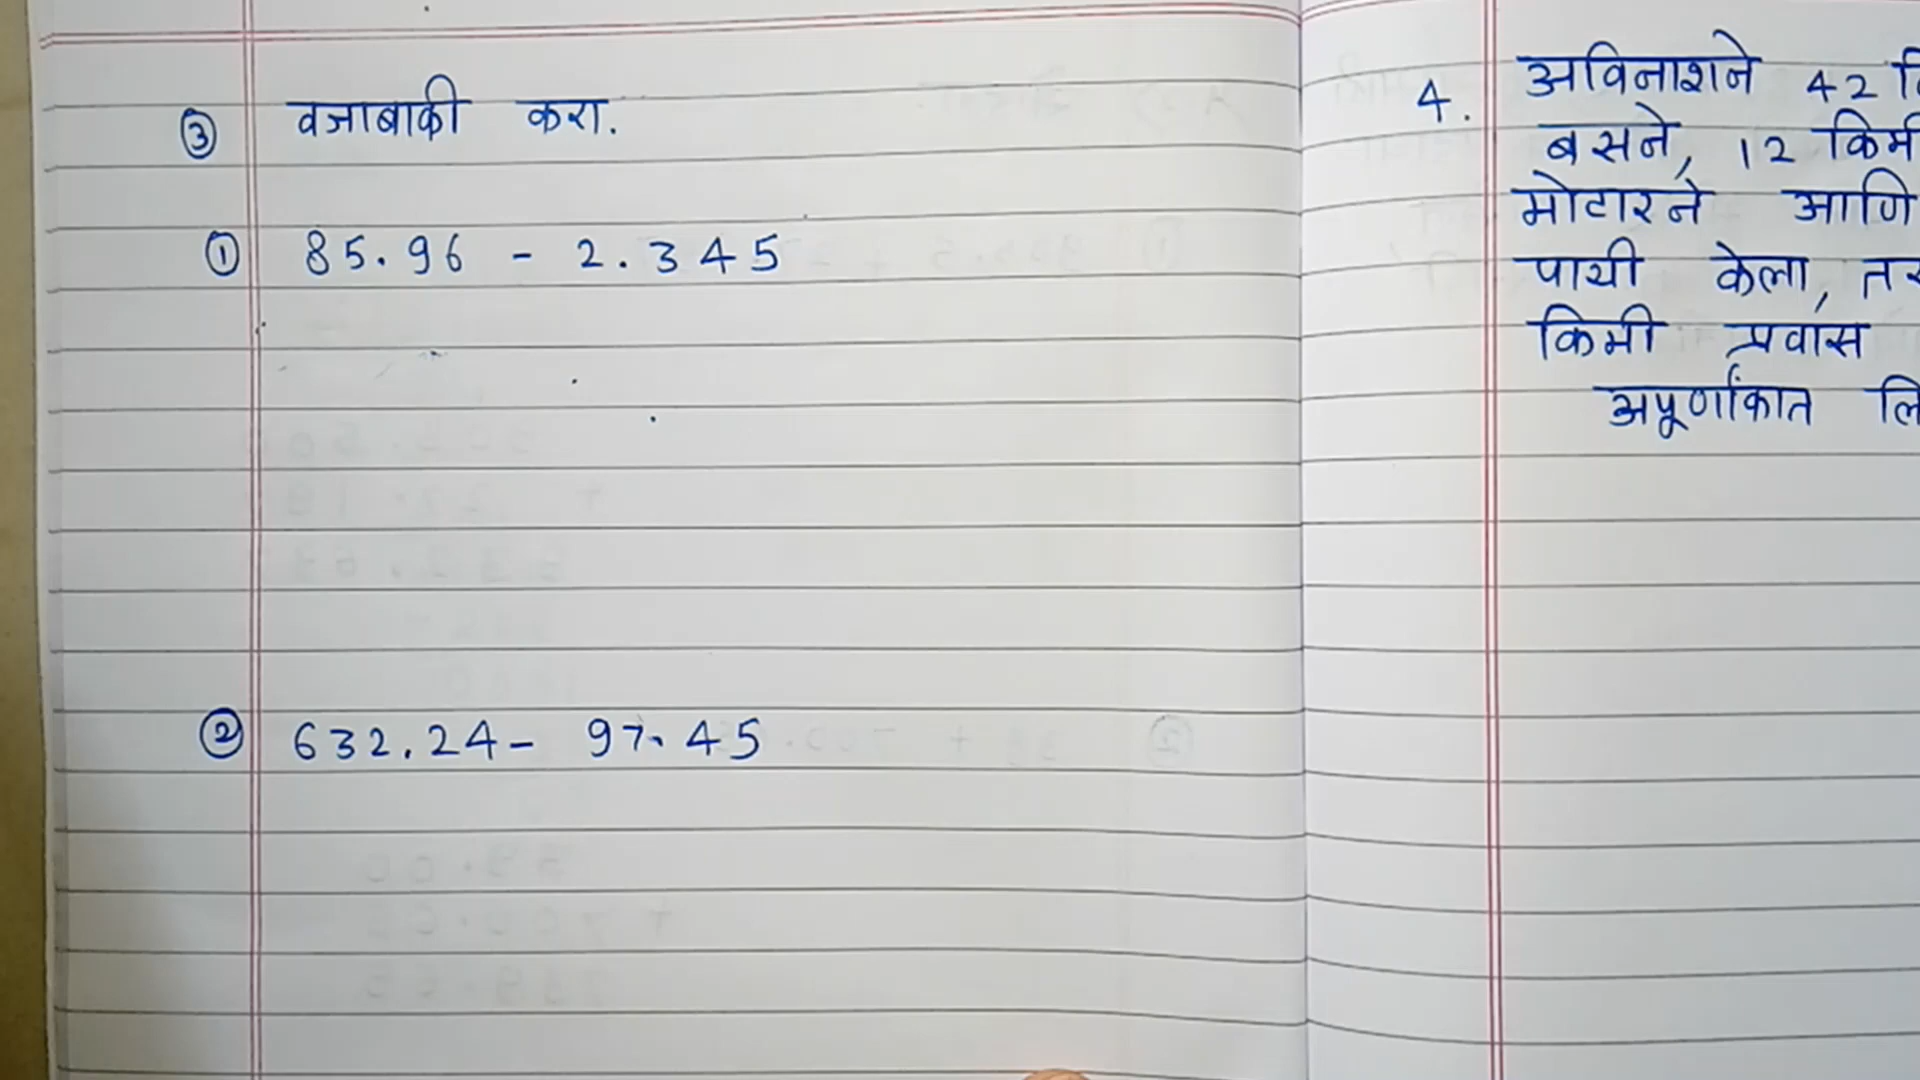 ③ वजाबाकी करा.
① 85.96 - 2.345
② 632.24 - 97.45
4. अविनाशने 42
बसने, 12 किमी
मोटारने आणि
पायी केला, तर
किमी प्रवास
अपूर्णांकात